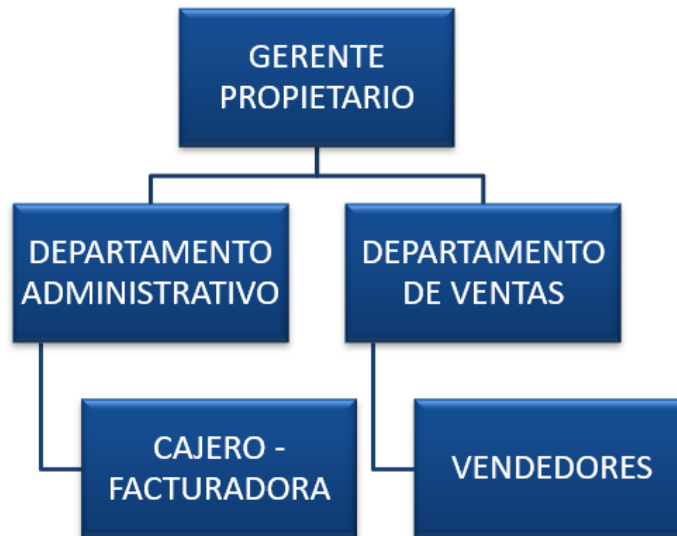 GERENTE
PROPIETARIO
DEPARTAMENTO
ADMINISTRATIVO
DEPARTAMENTO
DE VENTAS
CAJERO -
FACTURADORA
VENDEDORES